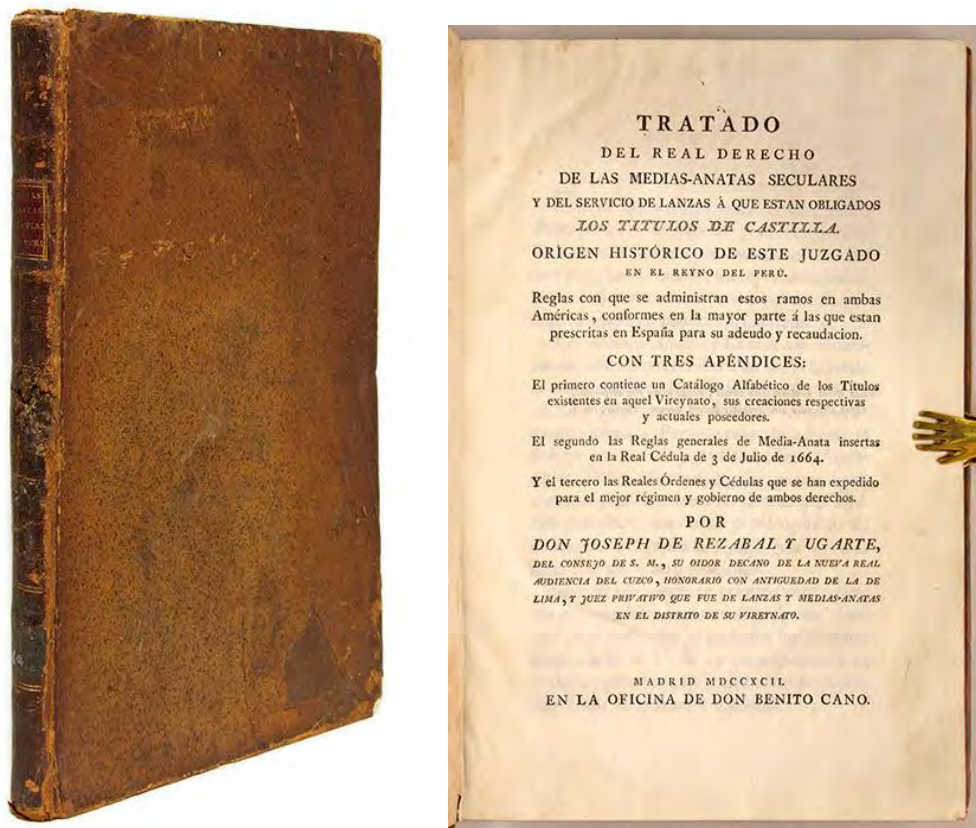 TRATADO
DEL REAL DERECHO
DE LAS MEDIAS-ANATAS SECULARES
Y DEL SERVICIO DE LANZAS Á QUE ESTAN OBLIGADOS
LOS TITULOS DE CASTILLA.
ORÍGEN HISTÓRICO DE ESTE JUZGADO
EN EL REYNO DEL PERÚ.
Reglas con que se administran estos ramos en ambas
Américas, conformes en la mayor parte á las que estan
prescritas en España para su adeudo y recaudacion.
CON TRES APÉNDICES:
El primero contiene un Catálogo Alfabético de los Títulos
existentes en aquel Vireynato, sus creaciones respectivas
y actuales poseedores.
El segundo las Reglas generales de Media-Anata insertas
en la Real Cédula de 3 de Julio de 1664.
Y el tercero las Reales Órdenes y Cédulas que se han expedido
para el mejor régimen y gobierno de ambos derechos.
POR
DON JOSEPH DE REZABAL Y UGARTE,
DEL CONSEJO DE S. M., SU OIDOR DECANO DE LA NUEVA REAL
AUDIENCIA DEL CUZCO, HONORARIO CON ANTIGUEDAD DE LA DE
LIMA, Y JUEZ PRIVATIVO QUE FUE DE LANZAS Y MEDIAS-ANATAS
EN EL DISTRITO DE SU VIREYNATO.
MADRID MDCCXCII.
EN LA OFICINA DE DON BENITO CANO.